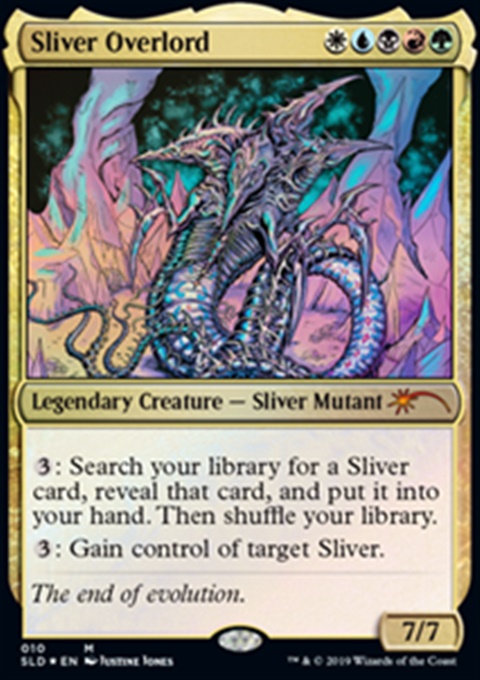 Sliver Overlord
Legendary Creature — Sliver Mutant
3: Search your library for a Sliver
card, reveal that card, and put it into
your hand. Then shuffle your library.
3: Gain control of target Sliver.
The end of evolution.
7/7
010 M
SLD ★ EN Justine Jones
™ & © 2019 Wizards of the Coast